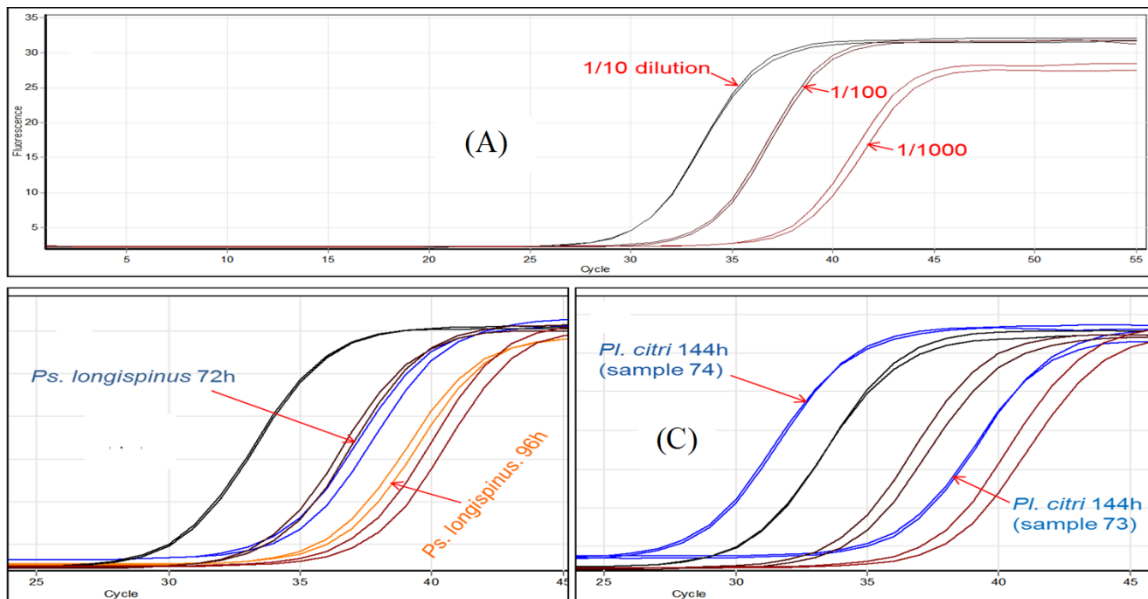 35
30
25
20
15
10
5
Fluorescence
1/10 dilution
1/100
1/1000
(A)
5 10 15 20 25 30 35 40 45 50 55
Cycle
Ps. longispinus 72h
Ps. longispinus. 96h
25 30 35 40 45
Cycle
Pl. citri 144h
(sample 74)
(C)
Pl. citri 144h
(sample 73)
25 30 35 40 45
Cycle